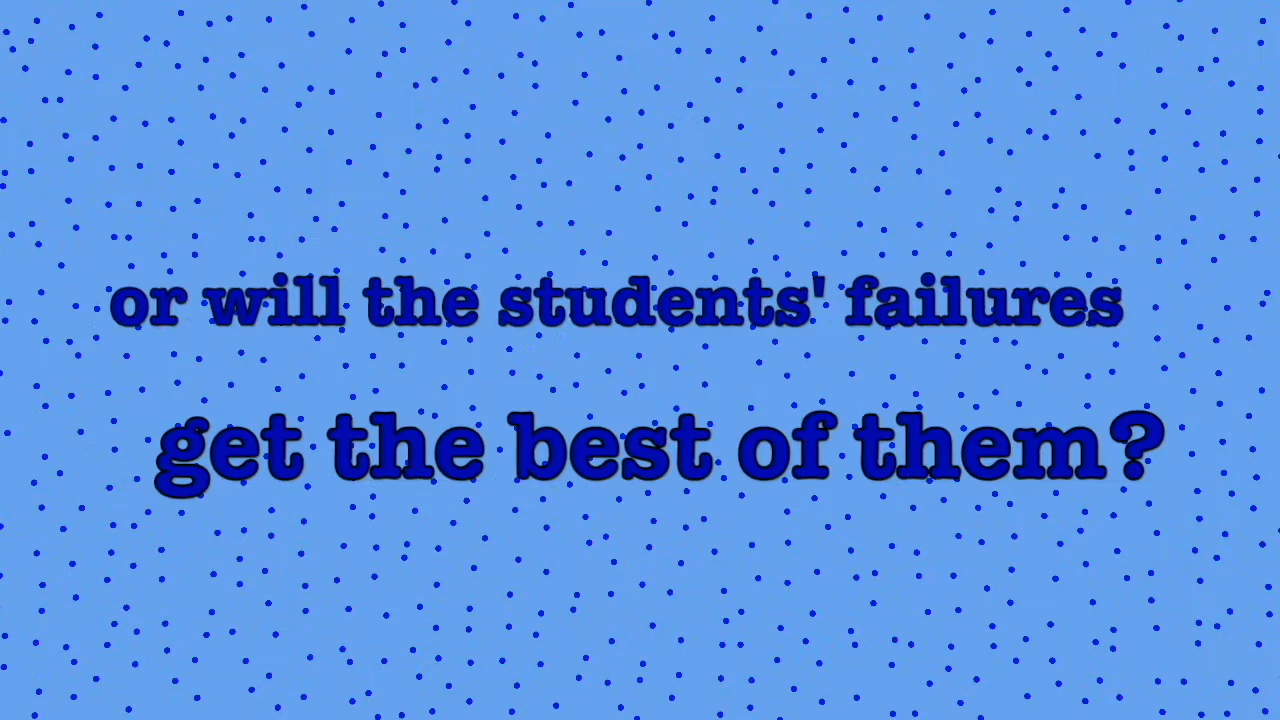 or will the students' failures
get the best of them?